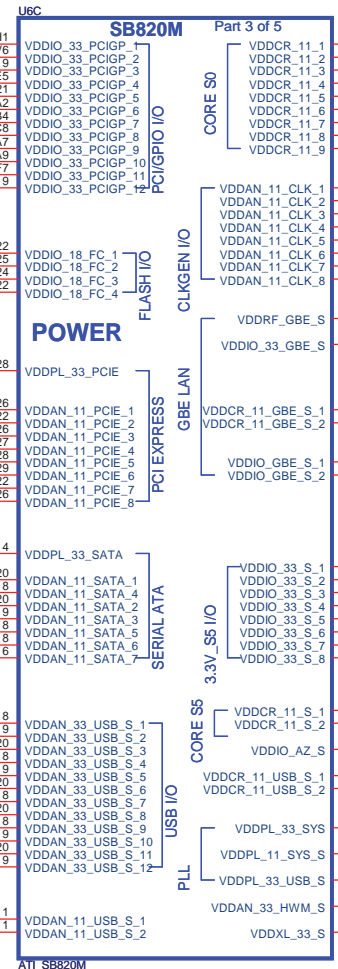 U6C
SB820M Part 3 of 5
VDDIO_33_PCIGP_1
VDDIO_33_PCIGP_2
VDDIO_33_PCIGP_3
VDDIO_33_PCIGP_4
VDDIO_33_PCIGP_5
VDDIO_33_PCIGP_6
VDDIO_33_PCIGP_7
VDDIO_33_PCIGP_8
VDDIO_33_PCIGP_9
VDDIO_33_PCIGP_10
VDDIO_33_PCIGP_11
VDDIO_33_PCIGP_12
PCI/GPIO I/O
VDDIO_18_FC_1
VDDIO_18_FC_2
VDDIO_18_FC_3
VDDIO_18_FC_4
FLASH I/O
POWER
VDDPL_33_PCIE
VDDAN_11_PCIE_1
VDDAN_11_PCIE_2
VDDAN_11_PCIE_3
VDDAN_11_PCIE_4
VDDAN_11_PCIE_5
VDDAN_11_PCIE_6
VDDAN_11_PCIE_7
VDDAN_11_PCIE_8
PCI EXPRESS
VDDPL_33_SATA
VDDAN_11_SATA_1
VDDAN_11_SATA_4
VDDAN_11_SATA_2
VDDAN_11_SATA_3
VDDAN_11_SATA_5
VDDAN_11_SATA_6
VDDAN_11_SATA_7
SERIAL ATA
VDDAN_33_USB_S_1
VDDAN_33_USB_S_2
VDDAN_33_USB_S_3
VDDAN_33_USB_S_4
VDDAN_33_USB_S_5
VDDAN_33_USB_S_6
VDDAN_33_USB_S_7
VDDAN_33_USB_S_8
VDDAN_33_USB_S_9
VDDAN_33_USB_S_10
VDDAN_33_USB_S_11
VDDAN_33_USB_S_12
USB I/O
VDDAN_11_USB_S_1
VDDAN_11_USB_S_2
CORE S0
VDDCR_11_1
VDDCR_11_2
VDDCR_11_3
VDDCR_11_4
VDDCR_11_5
VDDCR_11_6
VDDCR_11_7
VDDCR_11_8
VDDCR_11_9
CLKGEN I/O
VDDAN_11_CLK_1
VDDAN_11_CLK_2
VDDAN_11_CLK_3
VDDAN_11_CLK_4
VDDAN_11_CLK_5
VDDAN_11_CLK_6
VDDAN_11_CLK_7
VDDAN_11_CLK_8
GBE LAN
VDDRF_GBE_S
VDDIO_33_GBE_S
VDDCR_11_GBE_S_1
VDDCR_11_GBE_S_2
VDDIO_GBE_S_1
VDDIO_GBE_S_2
3.3V_S5 I/O
VDDIO_33_S_1
VDDIO_33_S_2
VDDIO_33_S_3
VDDIO_33_S_4
VDDIO_33_S_5
VDDIO_33_S_6
VDDIO_33_S_7
VDDIO_33_S_8
CORE S5
VDDCR_11_S_1
VDDCR_11_S_2
VDDIO_AZ_S
VDDCR_11_USB_S_1
VDDCR_11_USB_S_2
PLL
VDDPL_33_SYS
VDDPL_11_SYS_S
VDDPL_33_USB_S
VDDAN_33_HWM_S
VDDXL_33_S
ATI_SB820M